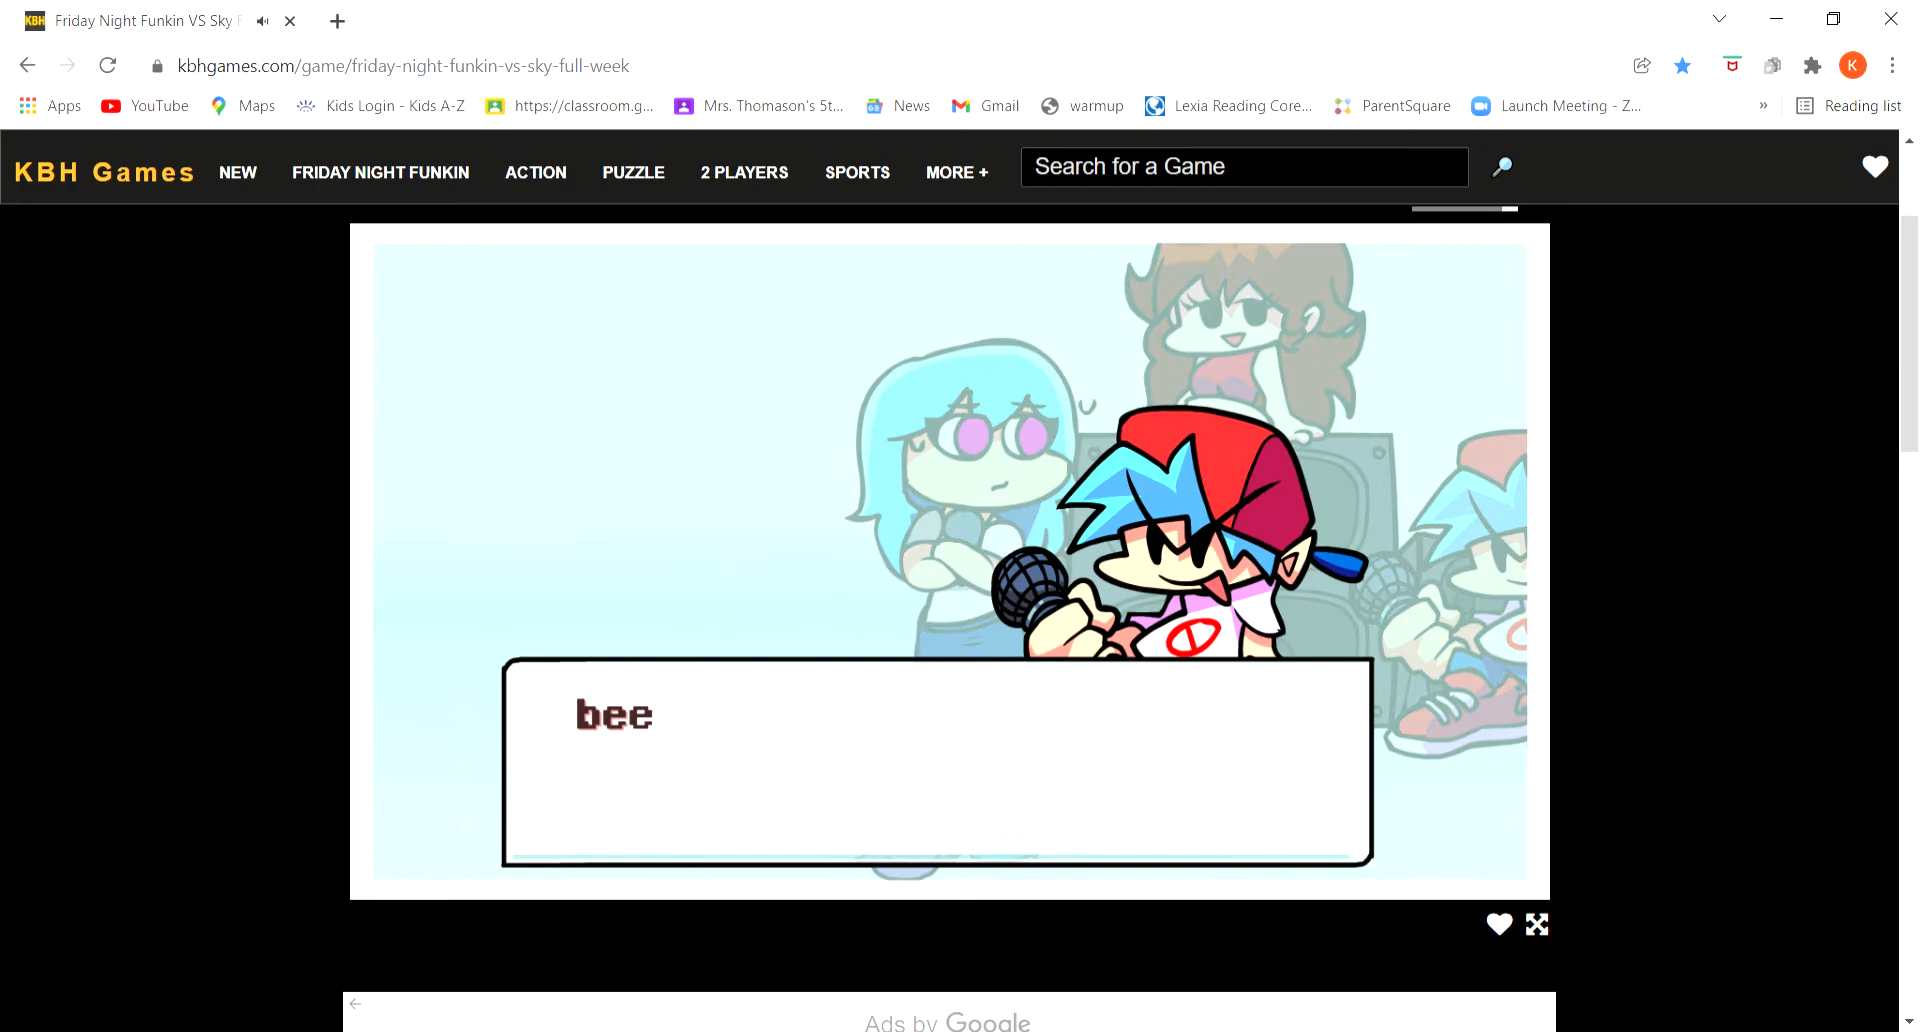 KBH Friday Night Funkin VS Sky F
kbhgames.com/game/friday-night-funkin-vs-sky-full-week
K
Apps YouTube Maps Kids Login - Kids A-Z https://classroom.g... Mrs. Thomason's 5t... News Gmail warmup Lexia Reading Core... ParentSquare Launch Meeting - Z... » Reading list
KBH Games NEW FRIDAY NIGHT FUNKIN ACTION PUZZLE 2 PLAYERS SPORTS MORE + Search for a Game
bee
Ads by Google